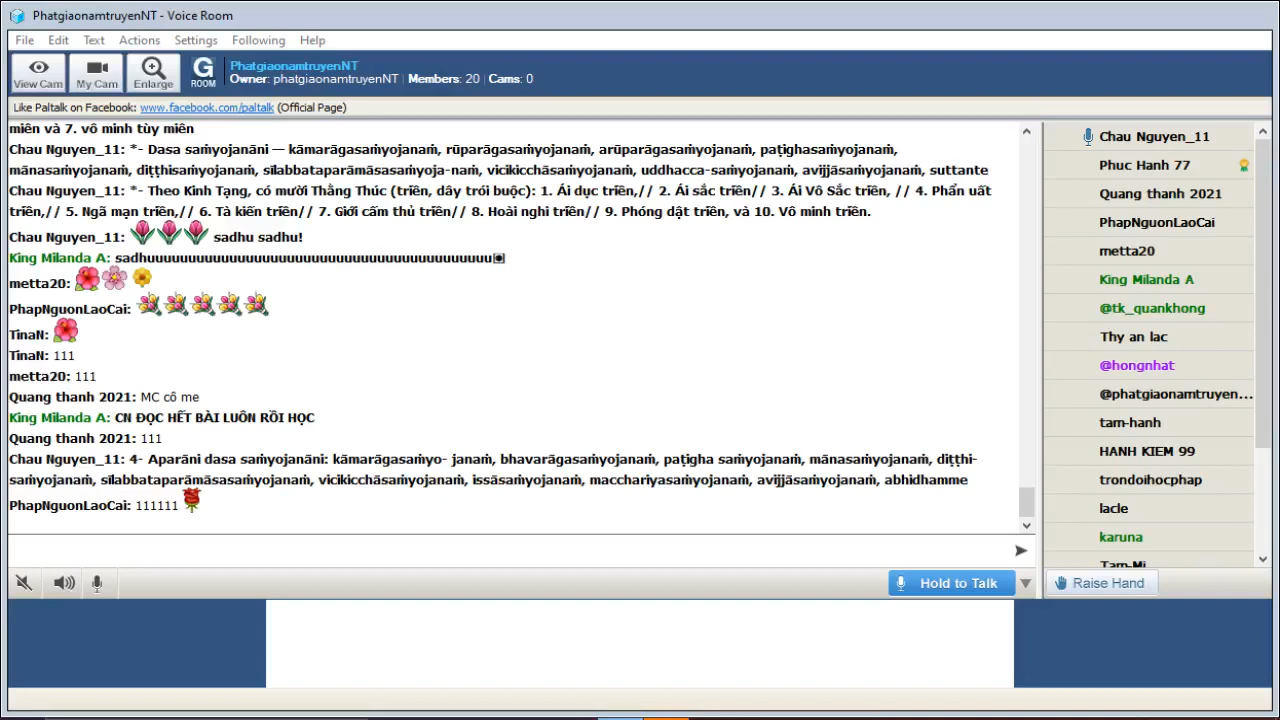 PhatgiaonamtruyenNT - Voice Room
File Edit Text Actions Settings Following Help
View Cam My Cam Enlarge G ROOM
PhatgiaonamtruyenNT
Owner: phatgiaonamtruyenNT | Members: 20 | Cams: 0
Like Paltalk on Facebook: www.facebook.com/paltalk (Official Page)
miên và 7. vô minh tùy miên
Chau Nguyen_11: *- Dasa saṁyojanāni — kāmarāgasaṁyojanaṁ, rūparāgasaṁyojanaṁ, arūparāgasaṁyojanaṁ, paṭighasaṁyojanaṁ,
mānasaṁyojanaṁ, diṭṭhisaṁyojanaṁ, sīlabbataparāmāsasaṁyoja-naṁ, vicikicchāsaṁyojanaṁ, uddhacca-saṁyojanaṁ, avijjāsaṁyojanaṁ, suttante
Chau Nguyen_11: *- Theo Kinh Tạng, có mười Thằng Thúc (triền, dây trói buộc): 1. Ái dục triền,// 2. Ái sắc triền// 3. Ái Vô Sắc triền, // 4. Phẩn uất
triền,// 5. Ngã mạn triền,// 6. Tà kiến triền// 7. Giới cấm thủ triền// 8. Hoài nghi triền// 9. Phóng dật triền, và 10. Vô minh triền.
Chau Nguyen_11: sadhu sadhu!
King Milanda A: sadhuuuuuuuuuuuuuuuuuuuuuuuuuuuuuuuuuuuuuuuuuu
metta20:
PhapNguonLaoCai:
TinaN:
TinaN: 111
metta20: 111
Quang thanh 2021: MC cô me
King Milanda A: CN ĐỌC HẾT BÀI LUÔN RỒI HỌC
Quang thanh 2021: 111
Chau Nguyen_11: 4- Aparāni dasa saṁyojanāni: kāmarāgasaṁyo- janaṁ, bhavarāgasaṁyojanaṁ, paṭigha saṁyojanaṁ, mānasaṁyojanaṁ, diṭṭhi-
saṁyojanaṁ, sīlabbataparāmāsasaṁyojanaṁ, vicikicchāsaṁyojanaṁ, issāsaṁyojanaṁ, macchariyasaṁyojanaṁ, avijjāsaṁyojanaṁ, abhidhamme
PhapNguonLaoCai: 111111
Chau Nguyen_11
Phuc Hanh 77
Quang thanh 2021
PhapNguonLaoCai
metta20
King Milanda A
@tk_quankhong
Thy an lac
@hongnhat
@phatgiaonamtruyen...
tam-hanh
HANH KIEM 99
trondoihocphap
lacle
karuna
Tam-Mi
Hold to Talk
Raise Hand